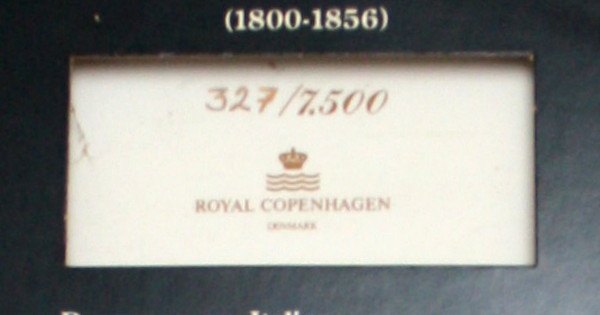 (1800-1856)
327/7.500
ROYAL COPENHAGEN
DENMARK